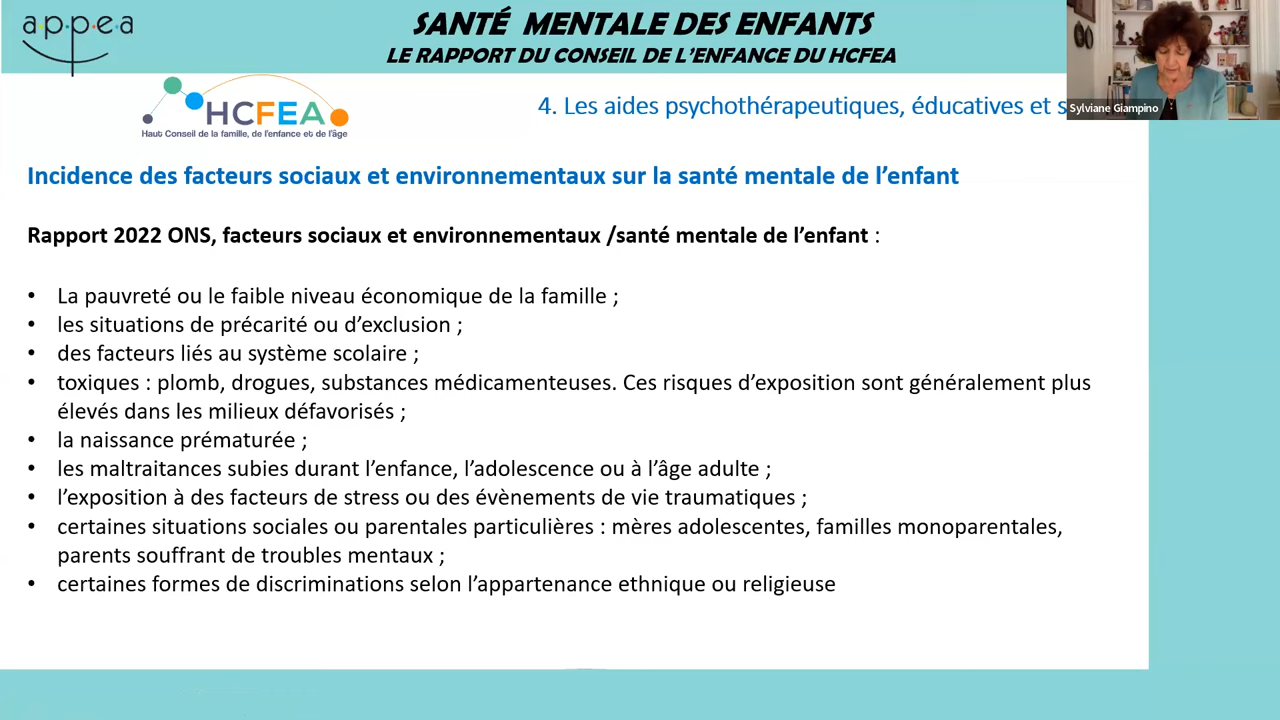 a·p·p·e·a
SANTÉ MENTALE DES ENFANTS
LE RAPPORT DU CONSEIL DE L'ENFANCE DU HCFEA
Sylviane Giampino
HCFEA
Haut Conseil de la famille, de l'enfance et de l'âge
4. Les aides psychothérapeutiques, éducatives et s
Incidence des facteurs sociaux et environnementaux sur la santé mentale de l'enfant
Rapport 2022 ONS, facteurs sociaux et environnementaux /santé mentale de l'enfant :
• La pauvreté ou le faible niveau économique de la famille ;
• les situations de précarité ou d'exclusion ;
• des facteurs liés au système scolaire ;
• toxiques : plomb, drogues, substances médicamenteuses. Ces risques d'exposition sont généralement plus
élevés dans les milieux défavorisés ;
• la naissance prématurée ;
• les maltraitances subies durant l'enfance, l'adolescence ou à l'âge adulte ;
• l'exposition à des facteurs de stress ou des évènements de vie traumatiques ;
• certaines situations sociales ou parentales particulières : mères adolescentes, familles monoparentales,
parents souffrant de troubles mentaux ;
• certaines formes de discriminations selon l'appartenance ethnique ou religieuse